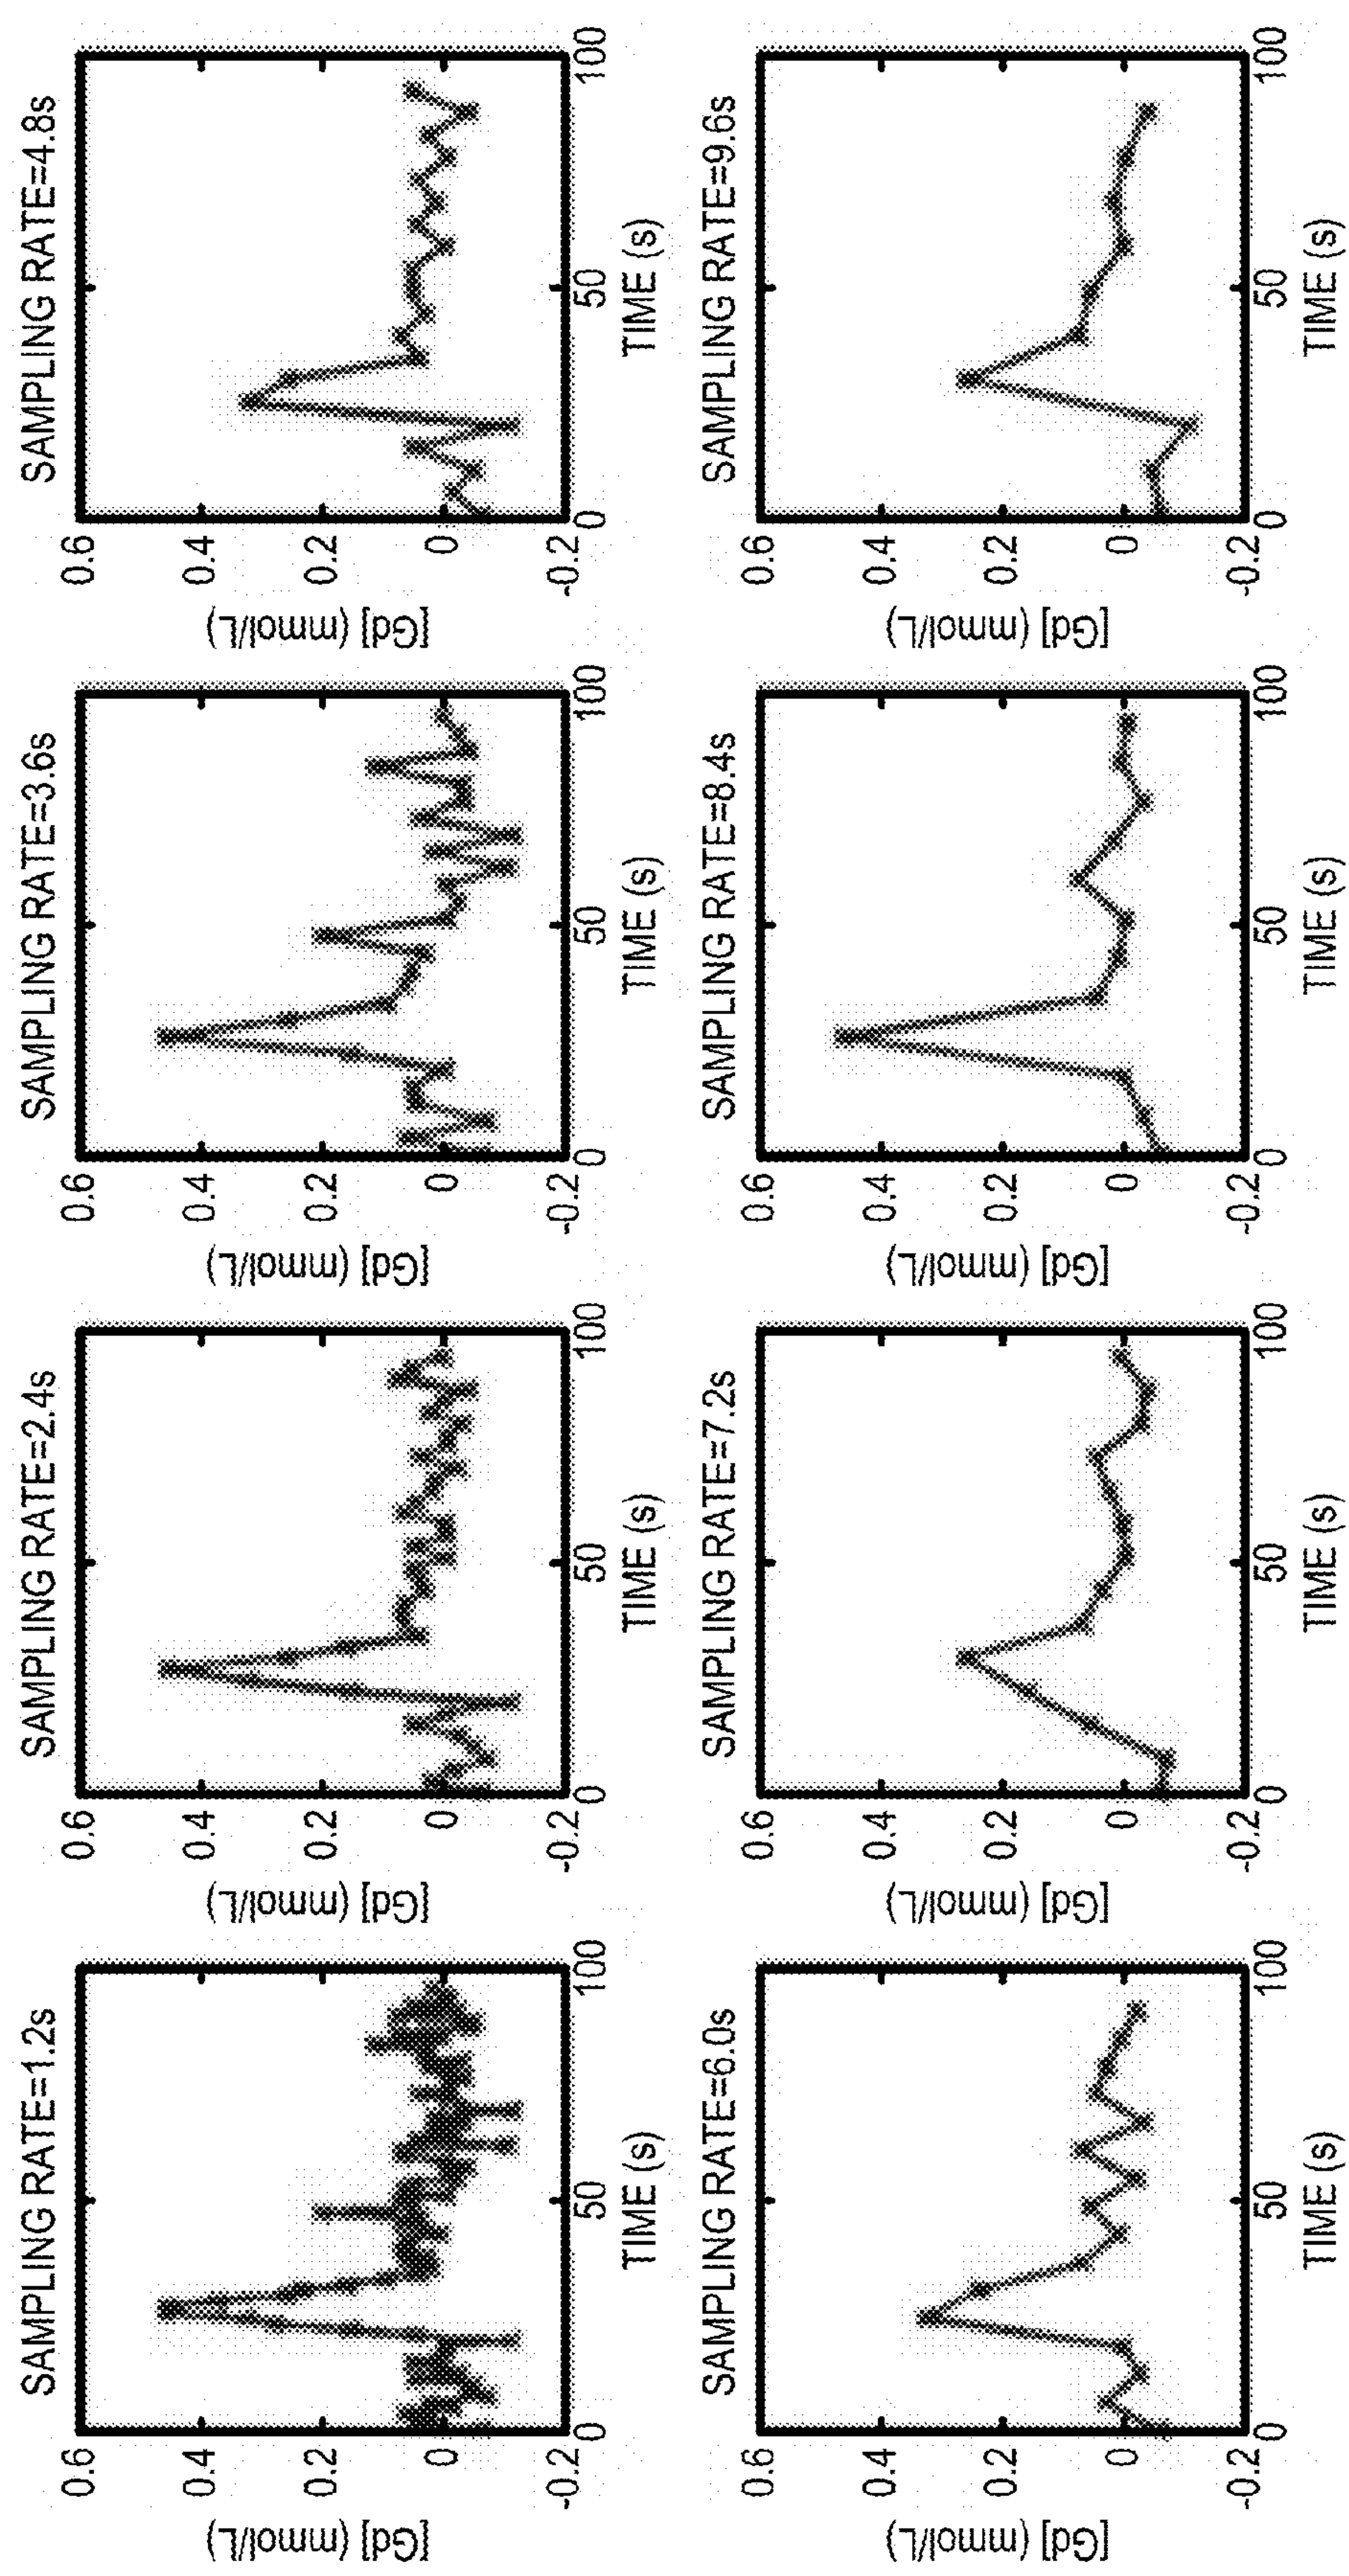 SAMPLING RATE=1.2s
[Gd] (mmol/L)
0.6
0.4
0.2
0
-0.2
0
50
100
TIME (s)
SAMPLING RATE=2.4s
[Gd] (mmol/L)
0.6
0.4
0.2
0
-0.2
0
50
100
TIME (s)
SAMPLING RATE=3.6s
[Gd] (mmol/L)
0.6
0.4
0.2
0
-0.2
0
50
100
TIME (s)
SAMPLING RATE=4.8s
[Gd] (mmol/L)
0.6
0.4
0.2
0
-0.2
0
50
100
TIME (s)
SAMPLING RATE=6.0s
[Gd] (mmol/L)
0.6
0.4
0.2
0
-0.2
0
50
100
TIME (s)
SAMPLING RATE=7.2s
[Gd] (mmol/L)
0.6
0.4
0.2
0
-0.2
0
50
100
TIME (s)
SAMPLING RATE=8.4s
[Gd] (mmol/L)
0.6
0.4
0.2
0
-0.2
0
50
100
TIME (s)
SAMPLING RATE=9.6s
[Gd] (mmol/L)
0.6
0.4
0.2
0
-0.2
0
50
100
TIME (s)